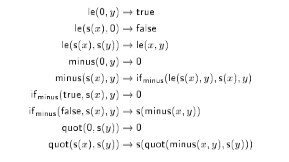 le(0, y) → true
le(s(x), 0) → false
le(s(x), s(y)) → le(x, y)
minus(0, y) → 0
minus(s(x), y) → if_minus(le(s(x), y), s(x), y)
if_minus(true, s(x), y) → 0
if_minus(false, s(x), y) → s(minus(x, y))
quot(0, s(y)) → 0
quot(s(x), s(y)) → s(quot(minus(x, y), s(y)))